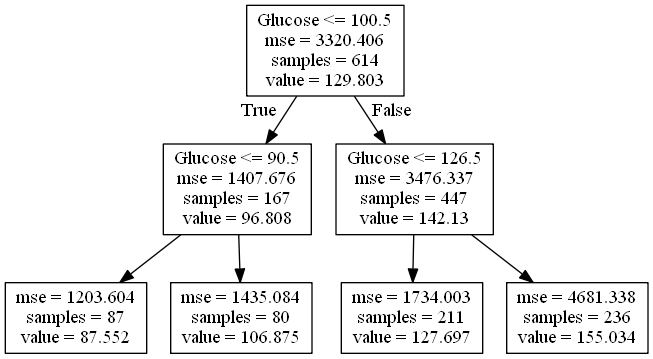 Glucose <= 100.5
mse = 3320.406
samples = 614
value = 129.803
True
False
Glucose <= 90.5
mse = 1407.676
samples = 167
value = 96.808
Glucose <= 126.5
mse = 3476.337
samples = 447
value = 142.13
mse = 1203.604
samples = 87
value = 87.552
mse = 1435.084
samples = 80
value = 106.875
mse = 1734.003
samples = 211
value = 127.697
mse = 4681.338
samples = 236
value = 155.034